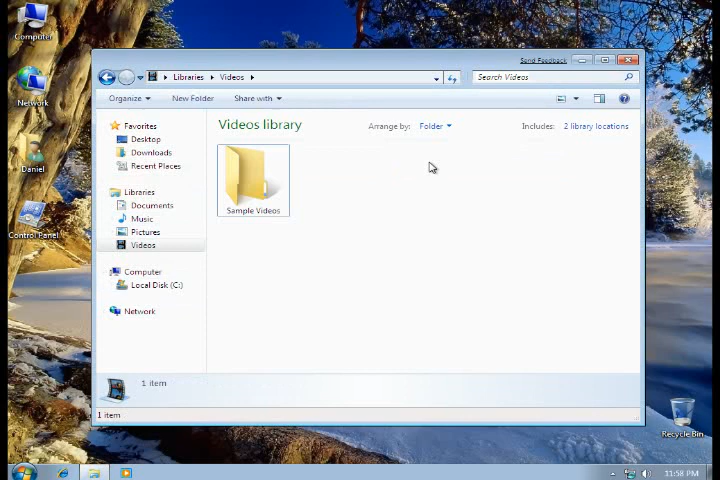 Computer
Network
Daniel
Control Panel
Send Feedback
Libraries
Videos
Search Videos
Organize
New Folder
Share with
Favorites
Desktop
Downloads
Recent Places
Libraries
Documents
Music
Pictures
Videos
Computer
Local Disk (C:)
Network
Videos library
Arrange by: Folder
Includes: 2 library locations
Sample Videos
1 item
1 item
Recycle Bin
11:58 PM